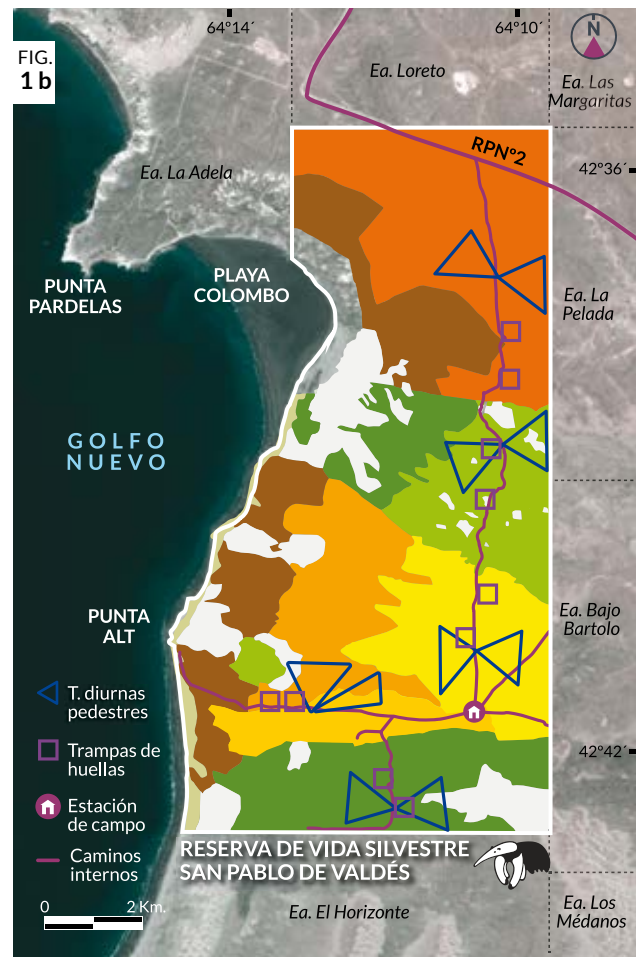 64°14´
64°10´
FIG.
1 b
N
Ea. Loreto
Ea. Las
Margaritas
RPN°2
42°36´
Ea. La Adela
PUNTA
PARDELAS
PLAYA
COLOMBO
Ea. La
Pelada
GOLFO
NUEVO
PUNTA
ALT
Ea. Bajo
Bartolo
T. diurnas
pedestres
Trampas de
huellas
42°42´
Estación
de campo
Caminos
internos
RESERVA DE VIDA SILVESTRE
SAN PABLO DE VALDÉS
0 2 Km.
Ea. El Horizonte
Ea. Los
Médanos